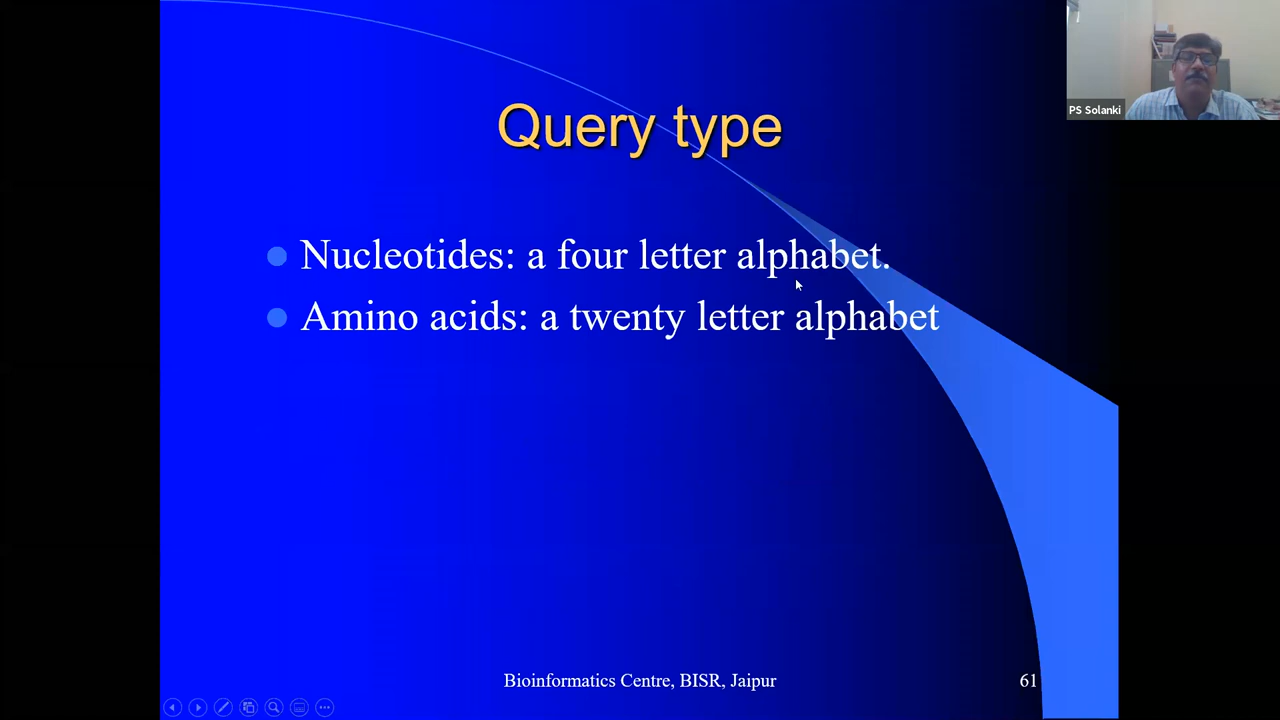 PS Solanki
Query type
Nucleotides: a four letter alphabet.
Amino acids: a twenty letter alphabet
Bioinformatics Centre, BISR, Jaipur
61